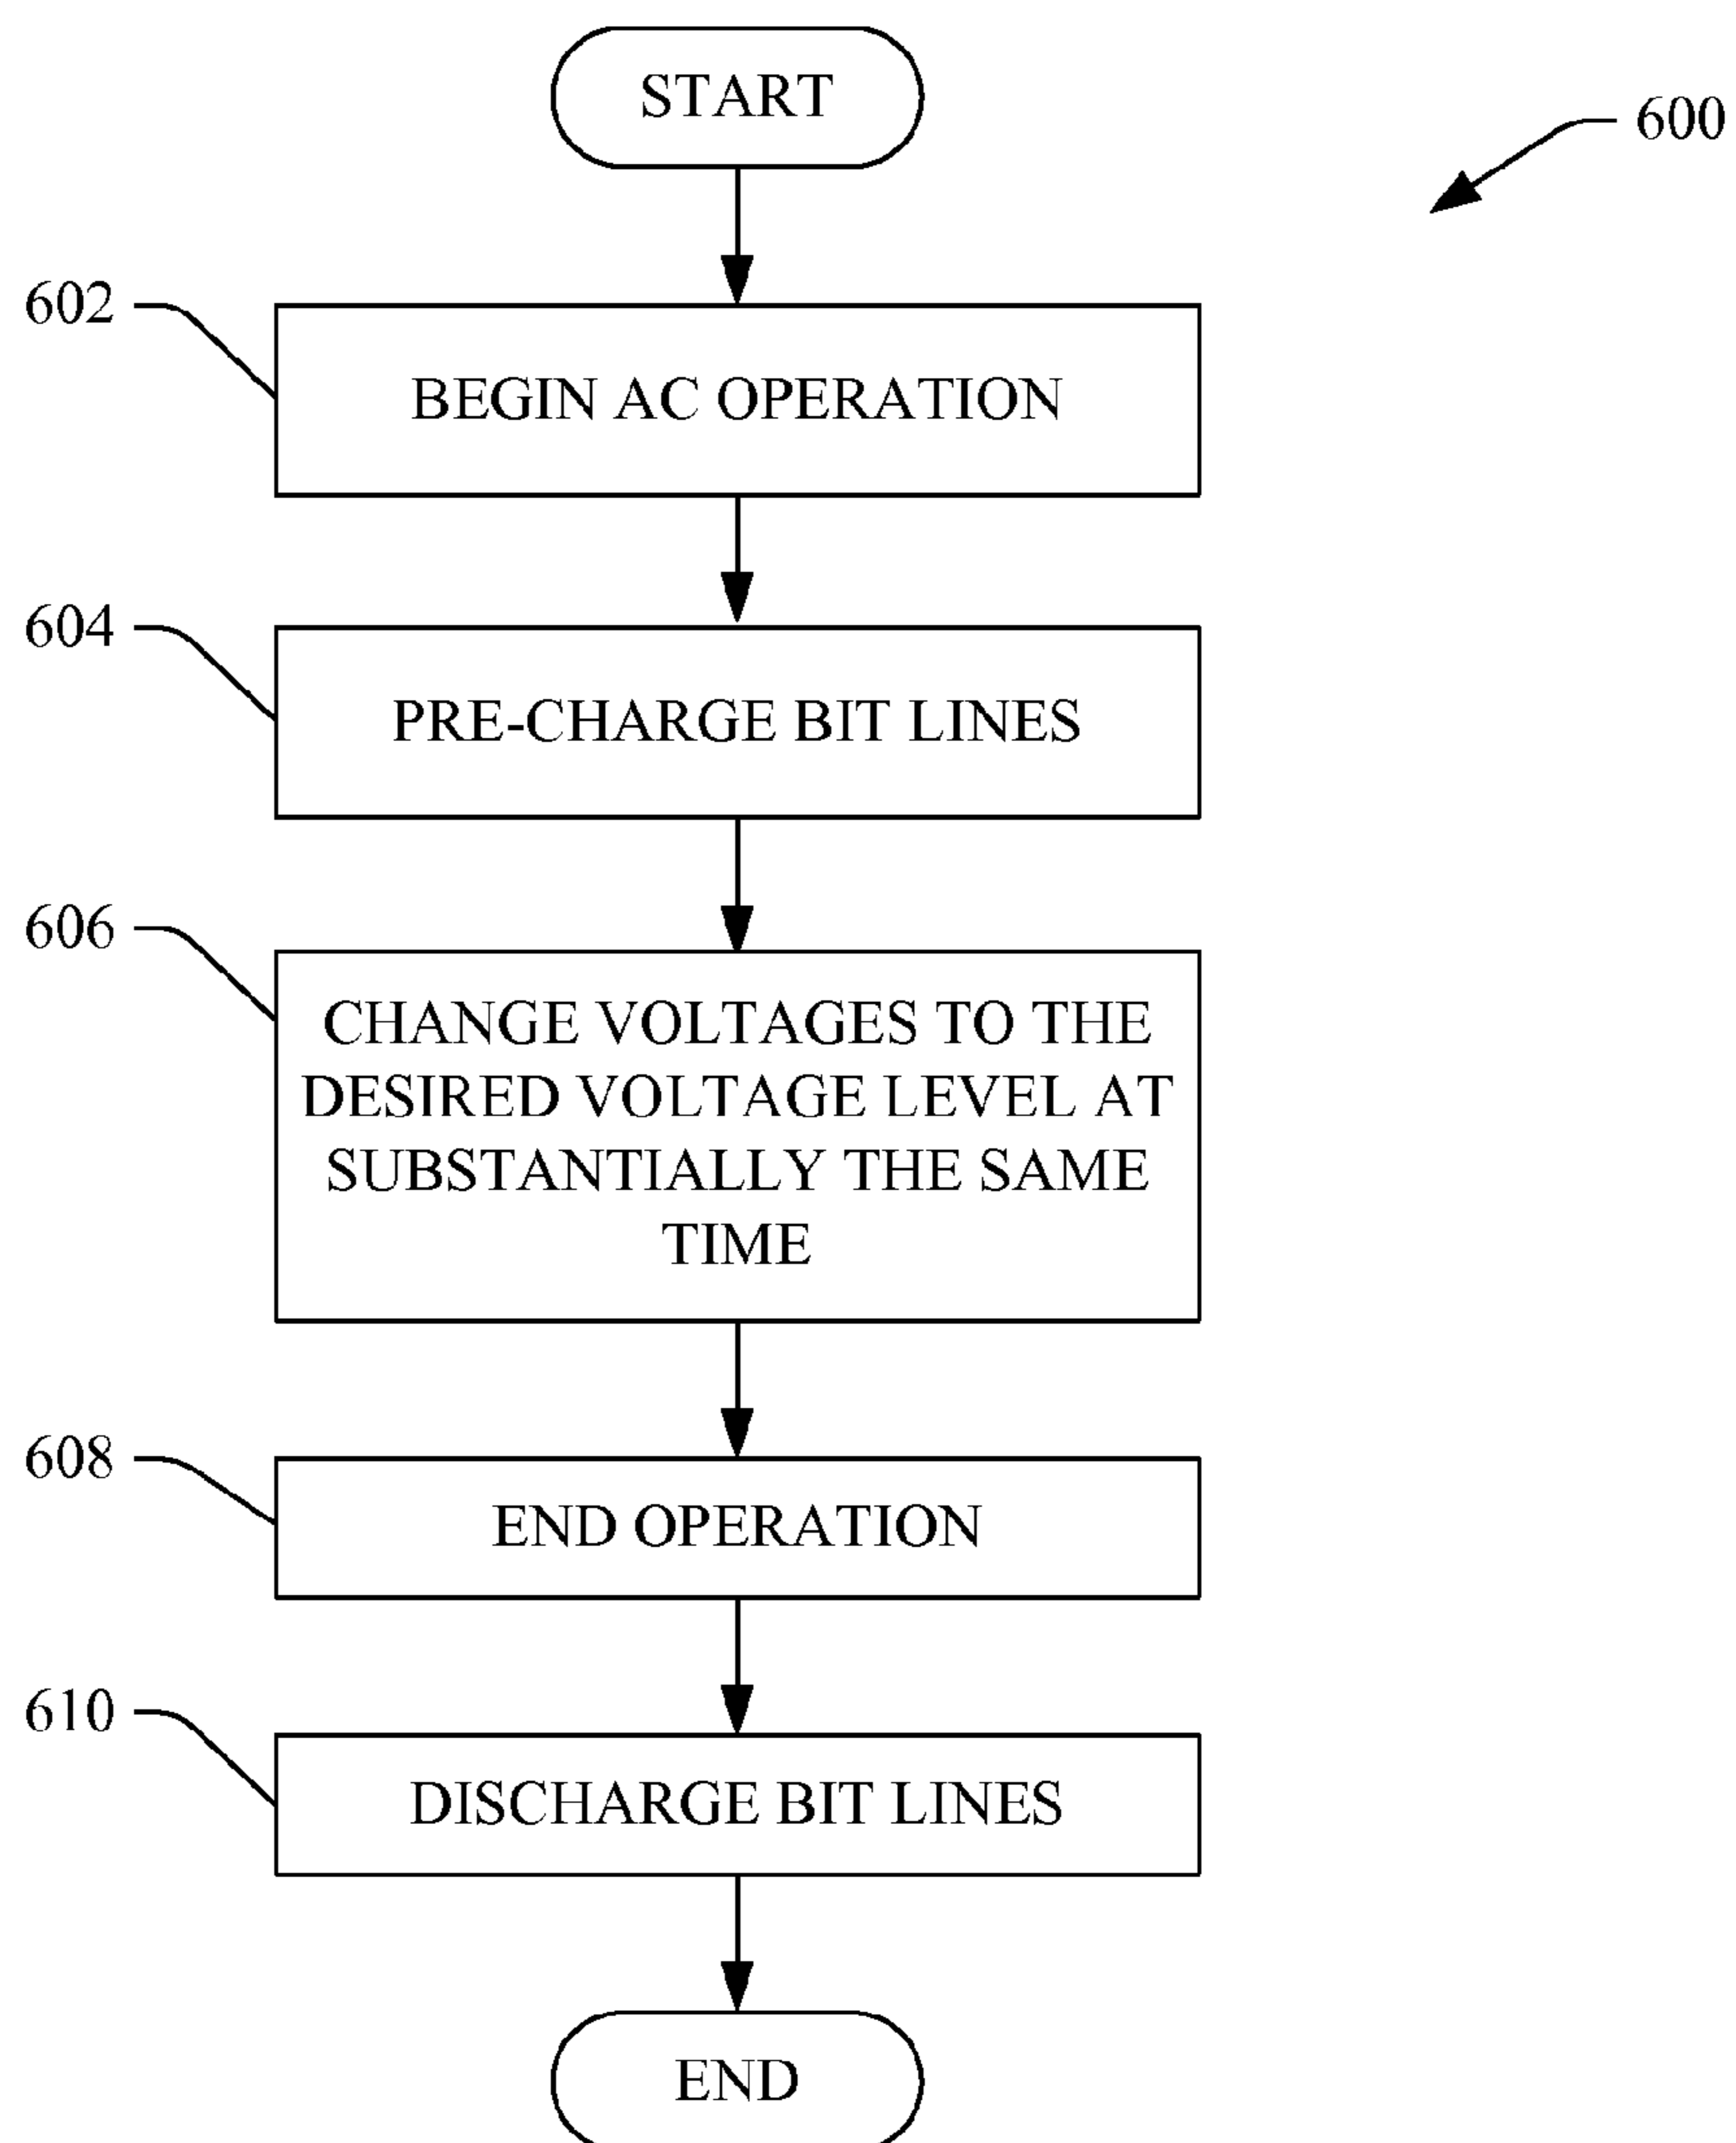 START
600
602
BEGIN AC OPERATION
604
PRE-CHARGE BIT LINES
606
CHANGE VOLTAGES TO THE
DESIRED VOLTAGE LEVEL AT
SUBSTANTIALLY THE SAME
TIME
608
END OPERATION
610
DISCHARGE BIT LINES
END